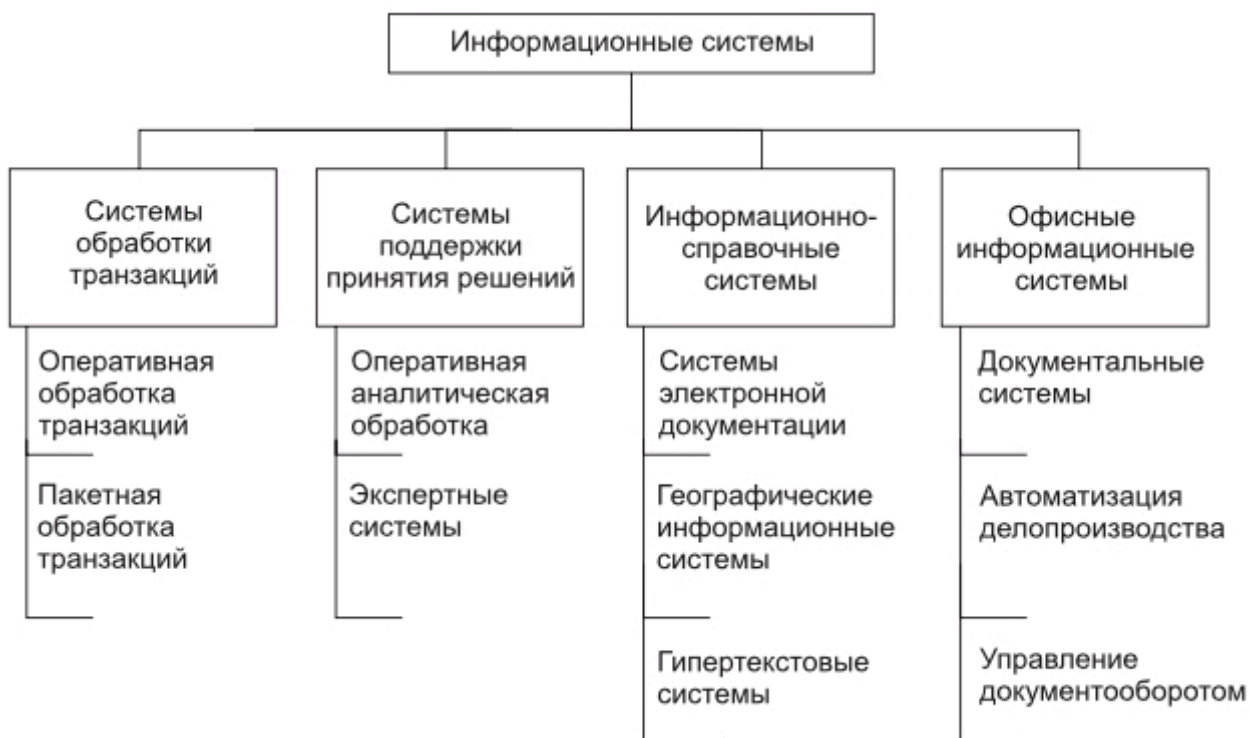 Информационные системы
Системы
обработки
транзакций
Системы
поддержки
принятия решений
Информационно-
справочные
системы
Офисные
информационные
системы
Оперативная
обработка
транзакций
Пакетная
обработка
транзакций
Оперативная
аналитическая
обработка
Экспертные
системы
Системы
электронной
документации
Географические
информационные
системы
Гипертекстовые
системы
Документальные
системы
Автоматизация
делопроизводства
Управление
документооборотом